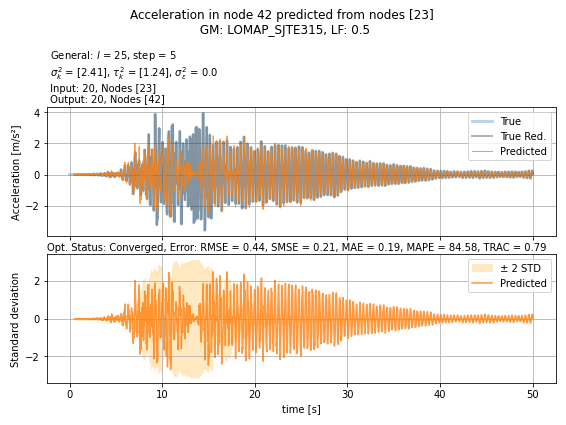 Acceleration in node 42 predicted from nodes [23]
GM: LOMAP_SJTE315, LF: 0.5
General: l = 25, step = 5
σ²ₖ = [2.41], τ²ₖ = [1.24], σ²ε = 0.0
Input: 20, Nodes [23]
Output: 20, Nodes [42]
Acceleration [m/s²]
4
2
0
−2
True
True Red.
Predicted
Opt. Status: Converged, Error: RMSE = 0.44, SMSE = 0.21, MAE = 0.19, MAPE = 84.58, TRAC = 0.79
Standard deviation
2
0
−2
± 2 STD
Predicted
0 10 20 30 40 50
time [s]